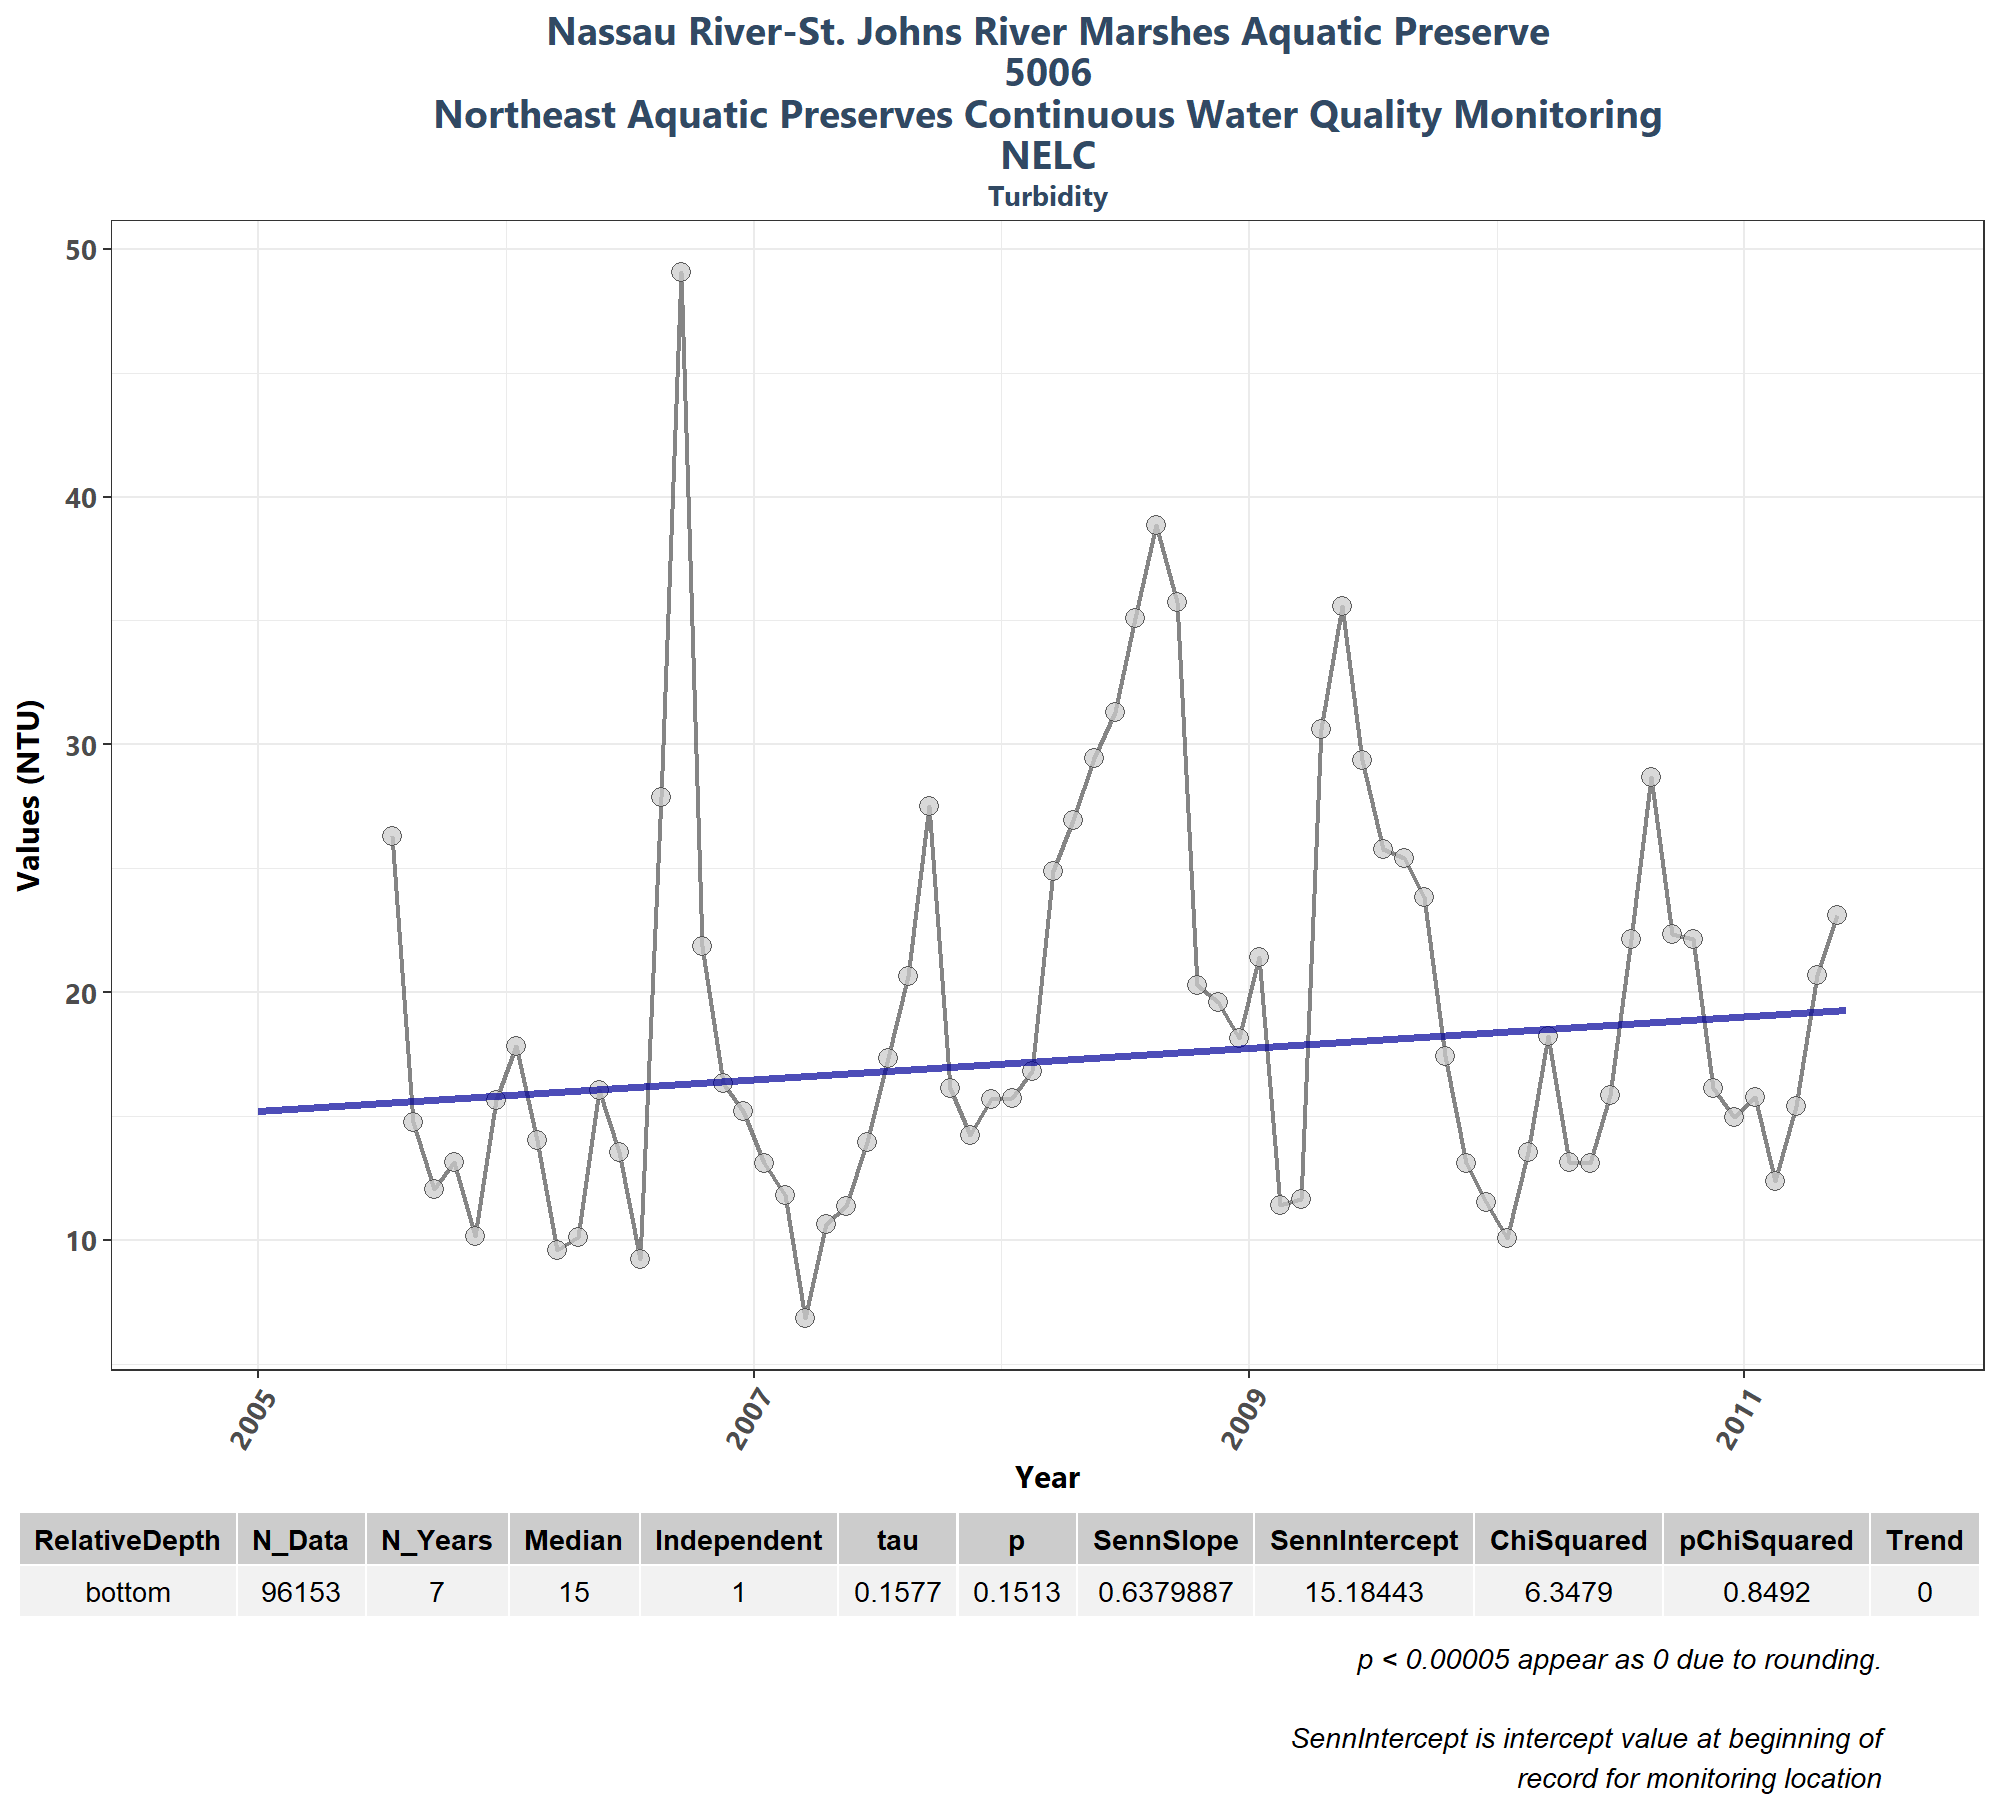 Nassau River-St. Johns River Marshes Aquatic Preserve
5006
Northeast Aquatic Preserves Continuous Water Quality Monitoring
NELC
Turbidity
50
40
30
20
10
Values (NTU)
2005 2007 2009 2011
Year
RelativeDepth N_Data N_Years Median Independent tau p SennSlope SennIntercept ChiSquared pChiSquared Trend
bottom 96153 7 15 1 0.1577 0.1513 0.6379887 15.18443 6.3479 0.8492 0
p < 0.00005 appear as 0 due to rounding.
SennIntercept is intercept value at beginning of
record for monitoring location